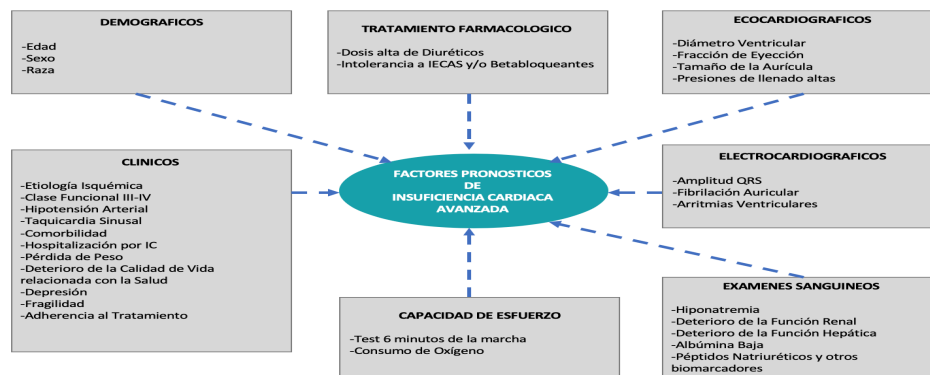 DEMOGRAFICOS
-Edad
-Sexo
-Raza
TRATAMIENTO FARMACOLOGICO
-Dosis alta de Diuréticos
-Intolerancia a IECAS y/o Betabloqueantes
ECOCARDIOGRAFICOS
-Diámetro Ventricular
-Fracción de Eyección
-Tamaño de la Aurícula
-Presiones de llenado altas
CLINICOS
-Etiología Isquémica
-Clase Funcional III-IV
-Hipotensión Arterial
-Taquicardia Sinusal
-Comorbilidad
-Hospitalización por IC
-Pérdida de Peso
-Deterioro de la Calidad de Vida
relacionada con la Salud
-Depresión
-Fragilidad
-Adherencia al Tratamiento
FACTORES PRONOSTICOS
DE
INSUFICIENCIA CARDIACA
AVANZADA
ELECTROCARDIOGRAFICOS
-Amplitud QRS
-Fibrilación Auricular
-Arritmias Ventriculares
CAPACIDAD DE ESFUERZO
-Test 6 minutos de la marcha
-Consumo de Oxígeno
EXAMENES SANGUINEOS
-Hiponatremia
-Deterioro de la Función Renal
-Deterioro de la Función Hepática
-Albúmina Baja
-Péptidos Natriuréticos y otros
biomarcadores